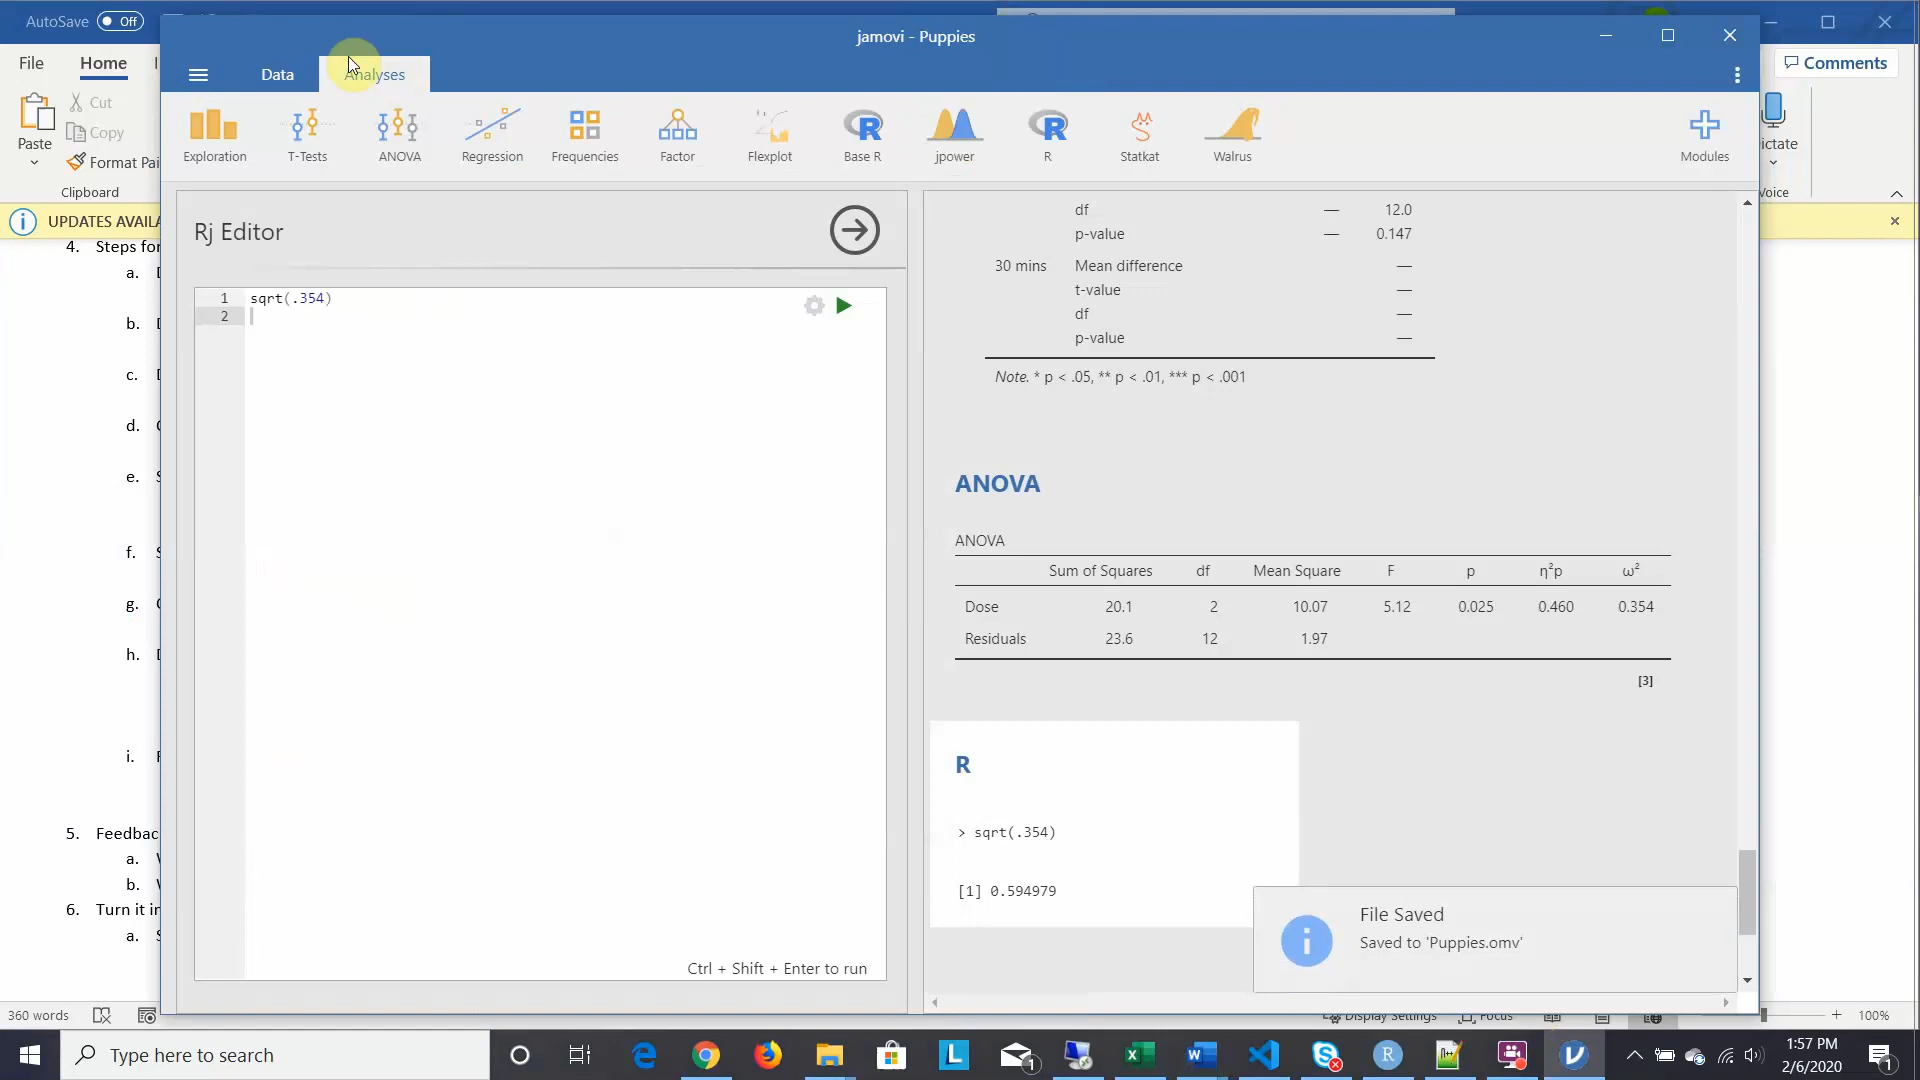 AutoSave Off
jamovi - Puppies
File Home
Data Analyses
Comments
Cut
Copy
Format Pai
Paste
Clipboard
Exploration T-Tests ANOVA Regression Frequencies Factor Flexplot Base R jpower R Statkat Walrus Modules
ictate
Voice
UPDATES AVAILA
Rj Editor
1 sqrt(.354)
2
Ctrl + Shift + Enter to run
4. Steps for
a.
b.
c.
d.
e.
f.
g.
h.
i.
5. Feedbac
a.
b.
6. Turn it in
a.
df — 12.0
p-value — 0.147
30 mins Mean difference —
t-value —
df —
p-value —
Note. * p < .05, ** p < .01, *** p < .001
ANOVA
ANOVA
Sum of Squares df Mean Square F p η²p ω²
Dose 20.1 2 10.07 5.12 0.025 0.460 0.354
Residuals 23.6 12 1.97
[3]
R
> sqrt(.354)
[1] 0.594979
File Saved
Saved to 'Puppies.omv'
360 words
Display Settings Focus
100%
Type here to search
1:57 PM
2/6/2020